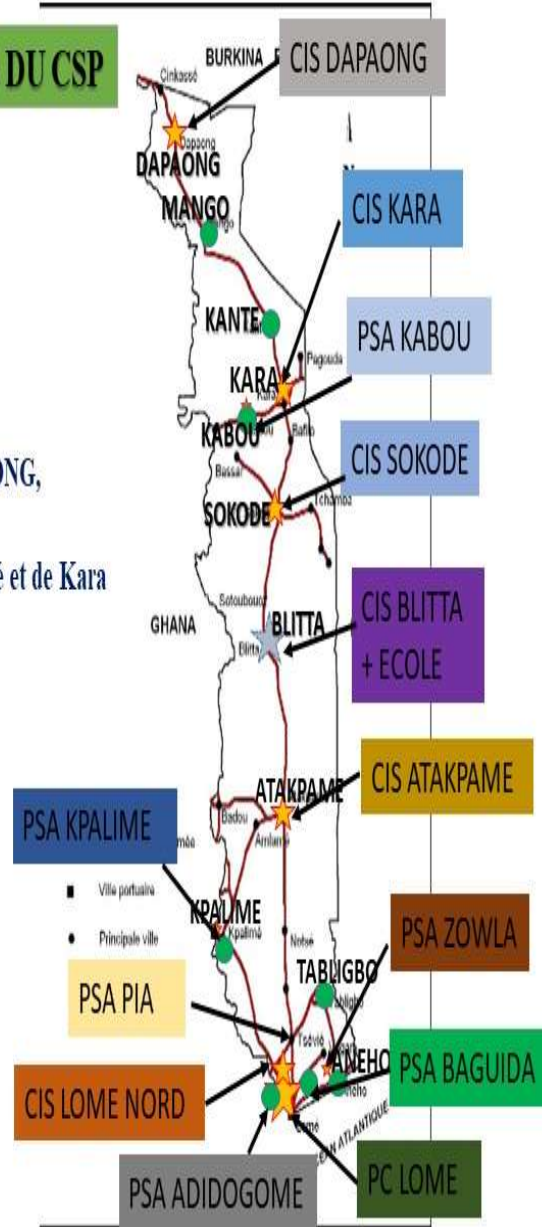 DU CSP
BURKINA
CIS DAPAONG
Cinkassé
Dapaong
DAPAONG
MANGO
CIS KARA
KANTE
PSA KABOU
Pagouda
KARA
KABOU
Bafilo
CIS SOKODE
ONG,
Bassar
Tchamba
SOKODE
é et de Kara
Sotouboua
GHANA
BLITTA
Blitta
CIS BLITTA
+ ECOLE
CIS ATAKPAME
ATAKPAME
Badou
Amlamé
PSA KPALIME
Ville portuaire
Principale ville
KPALIME
Kpalimé
Notsé
PSA ZOWLA
TABLIGBO
PSA PIA
Tsévié
ANEHO
PSA BAGUIDA
CIS LOME NORD
ATLANTIQUE
PSA ADIDOGOME
PC LOME